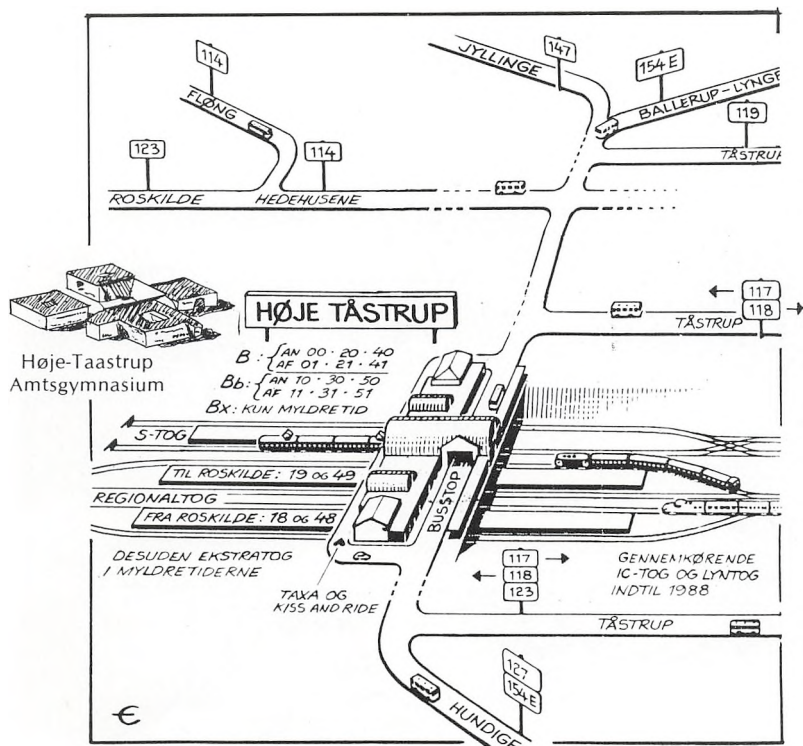 147
JYLLINGE
154 E
BALLERUP-LYNGE
114
FLØNG
119
TÅSTRUP
123
114
ROSKILDE
HEDEHUSENE
117
118
TÅSTRUP
HØJE TÅSTRUP
Høje-Taastrup
Amtsgymnasium
B: AN 00·20·40
AF 01·21·41
Bb: AN 10·30·50
AF 11·31·51
Bx: KUN MYLDRETID
S-TOG
TIL ROSKILDE: 19 OG 49
REGIONALTOG
FRA ROSKILDE: 18 OG 48
BUSSTOP
DESUDEN EKSTRATOG
I MYLDRETIDERNE
TAXA OG
KISS AND RIDE
117
118
123
GENNEMKØRENDE
IC-TOG OG LYNTOG
INDTIL 1988
TÅSTRUP
127
154E
HUNDIGE
€